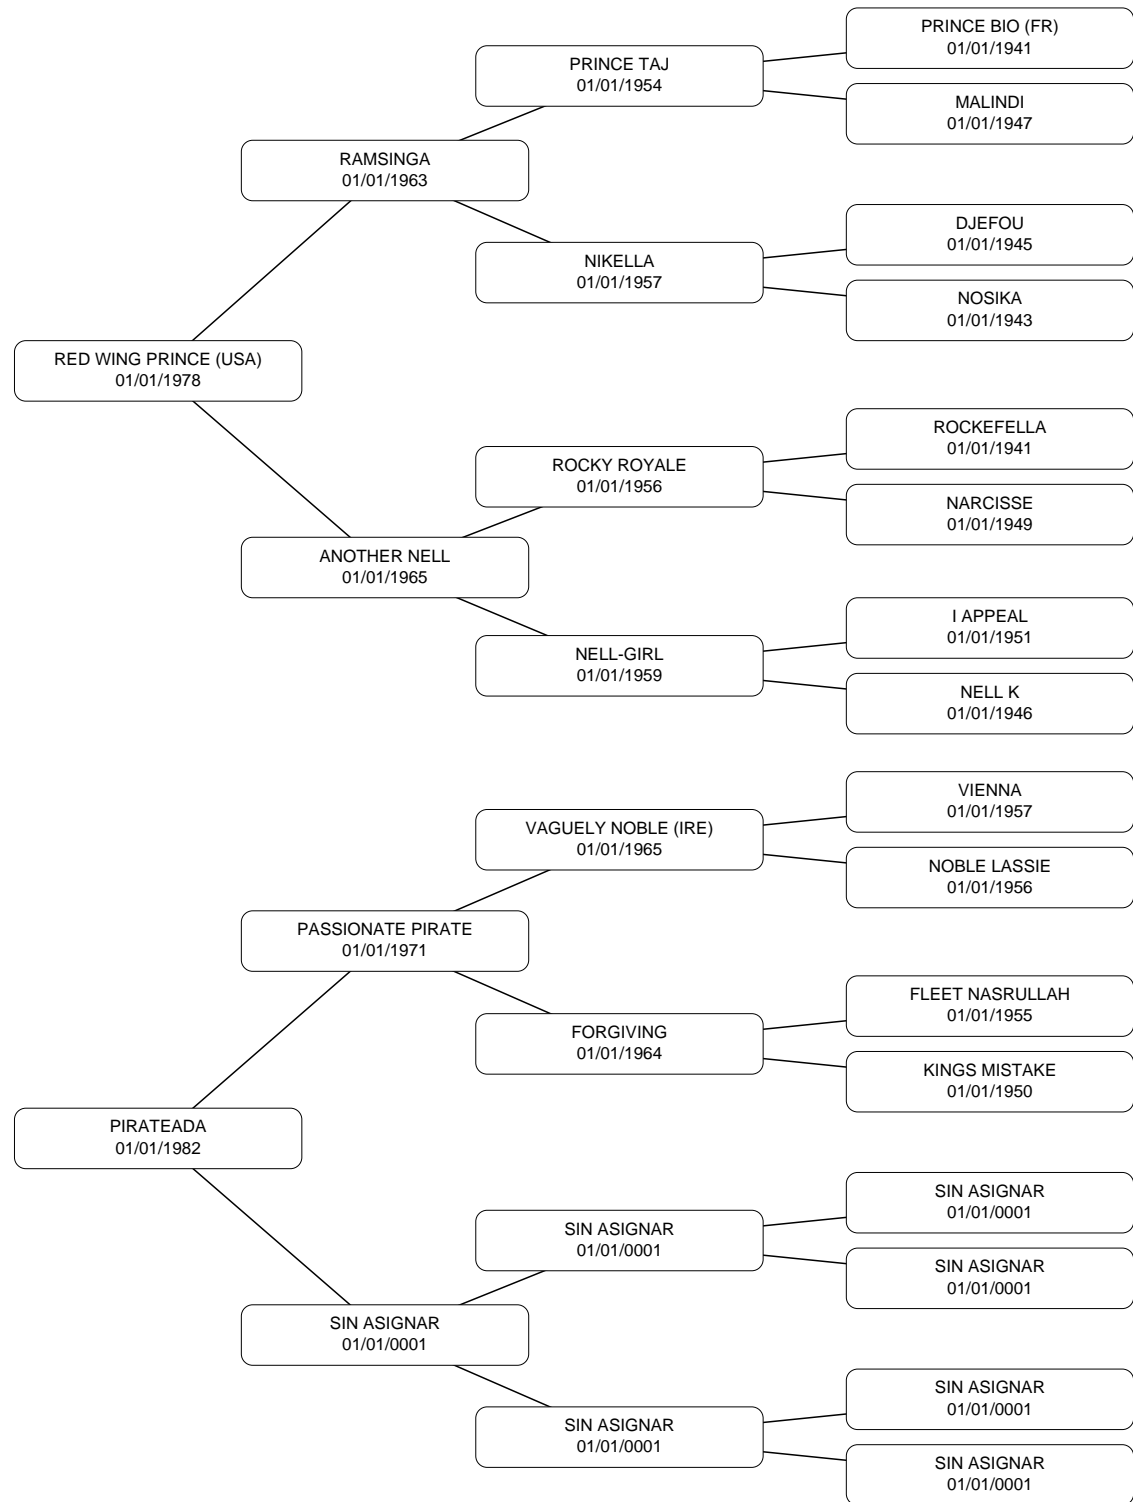 PRINCE BIO (FR)
01/01/1941
PRINCE TAJ
01/01/1954
MALINDI
01/01/1947
RAMSINGA
01/01/1963
DJEFOU
01/01/1945
NIKELLA
01/01/1957
NOSIKA
01/01/1943
RED WING PRINCE (USA)
01/01/1978
ROCKEFELLA
01/01/1941
ROCKY ROYALE
01/01/1956
NARCISSE
01/01/1949
ANOTHER NELL
01/01/1965
I APPEAL
01/01/1951
NELL-GIRL
01/01/1959
NELL K
01/01/1946
VIENNA
01/01/1957
VAGUELY NOBLE (IRE)
01/01/1965
NOBLE LASSIE
01/01/1956
PASSIONATE PIRATE
01/01/1971
FLEET NASRULLAH
01/01/1955
FORGIVING
01/01/1964
KINGS MISTAKE
01/01/1950
PIRATEADA
01/01/1982
SIN ASIGNAR
01/01/0001
SIN ASIGNAR
01/01/0001
SIN ASIGNAR
01/01/0001
SIN ASIGNAR
01/01/0001
SIN ASIGNAR
01/01/0001
SIN ASIGNAR
01/01/0001
SIN ASIGNAR
01/01/0001